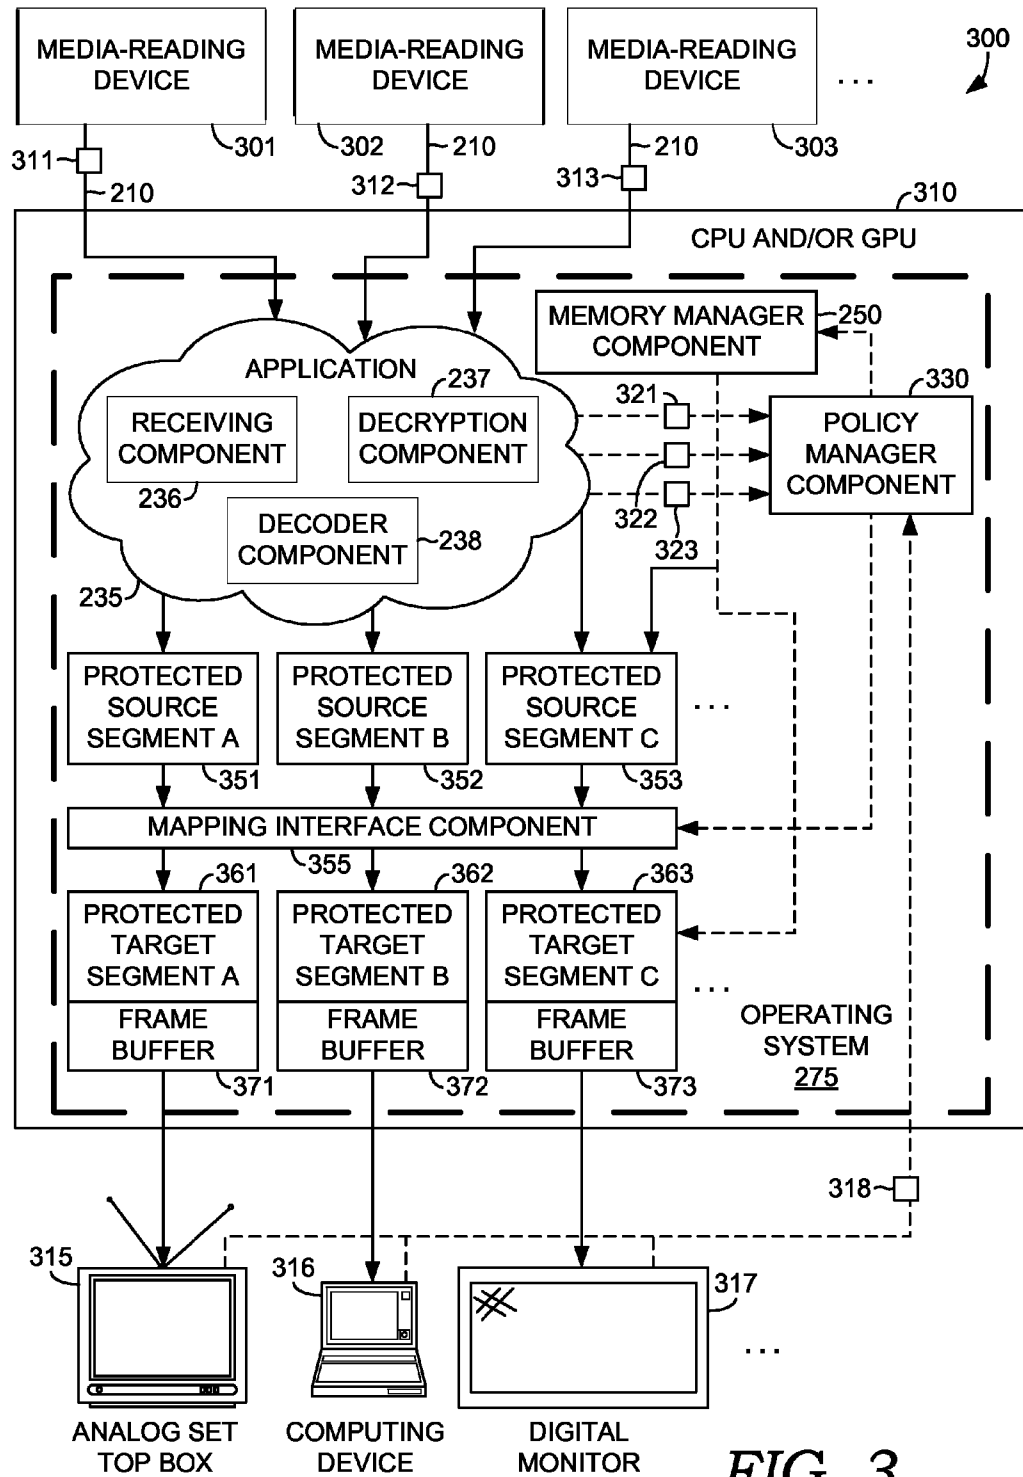 MEDIA-READING
DEVICE
MEDIA-READING
DEVICE
MEDIA-READING
DEVICE
...
300
301
302
303
311
210
210
312
210
313
310
CPU AND/OR GPU
MEMORY MANAGER
COMPONENT
250
APPLICATION
237
RECEIVING
COMPONENT
236
DECRYPTION
COMPONENT
DECODER
COMPONENT
238
235
321
322
323
330
POLICY
MANAGER
COMPONENT
PROTECTED
SOURCE
SEGMENT A
351
PROTECTED
SOURCE
SEGMENT B
352
PROTECTED
SOURCE
SEGMENT C
353
...
MAPPING INTERFACE COMPONENT
355
361
PROTECTED
TARGET
SEGMENT A
FRAME
BUFFER
371
362
PROTECTED
TARGET
SEGMENT B
FRAME
BUFFER
372
363
PROTECTED
TARGET
SEGMENT C
FRAME
BUFFER
373
...
OPERATING
SYSTEM
275
318
315
316
317
...
ANALOG SET
TOP BOX
COMPUTING
DEVICE
DIGITAL
MONITOR
FIG. 3